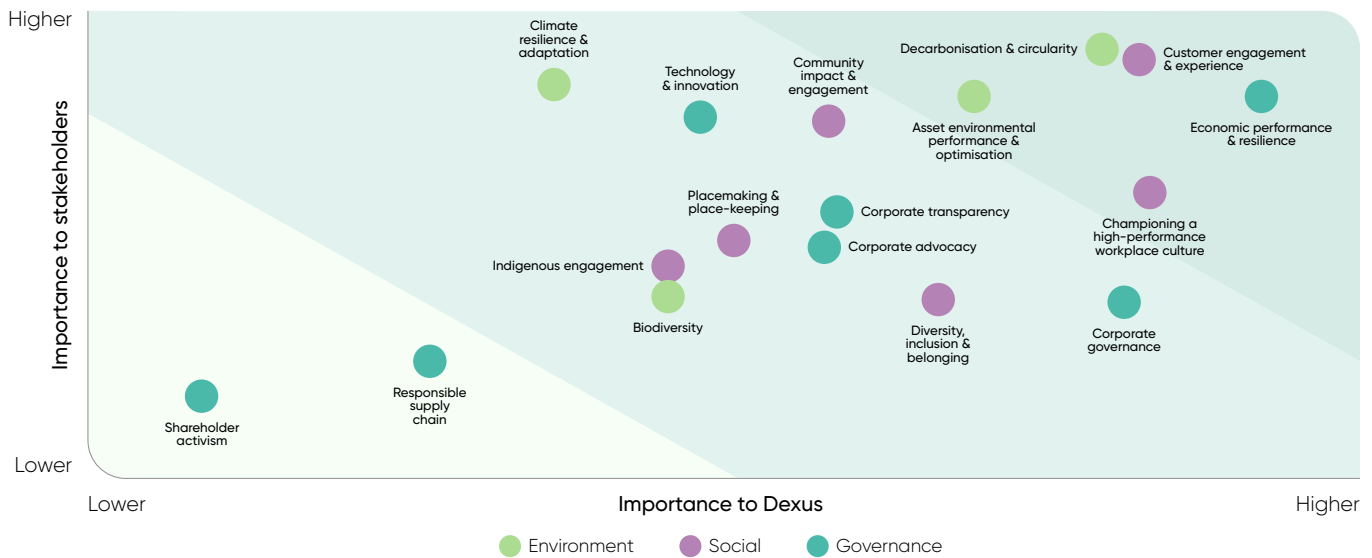 Higher
Importance to stakeholders
Lower
Climate
resilience &
adaptation
Technology
& innovation
Community
impact &
engagement
Decarbonisation & circularity
Customer engagement
& experience
Asset environmental
performance &
optimisation
Economic performance
& resilience
Placemaking &
place-keeping
Corporate transparency
Corporate advocacy
Championing a
high-performance
workplace culture
Indigenous engagement
Biodiversity
Diversity,
inclusion &
belonging
Corporate
governance
Responsible
supply
chain
Shareholder
activism
Lower
Importance to Dexus
Higher
Environment
Social
Governance